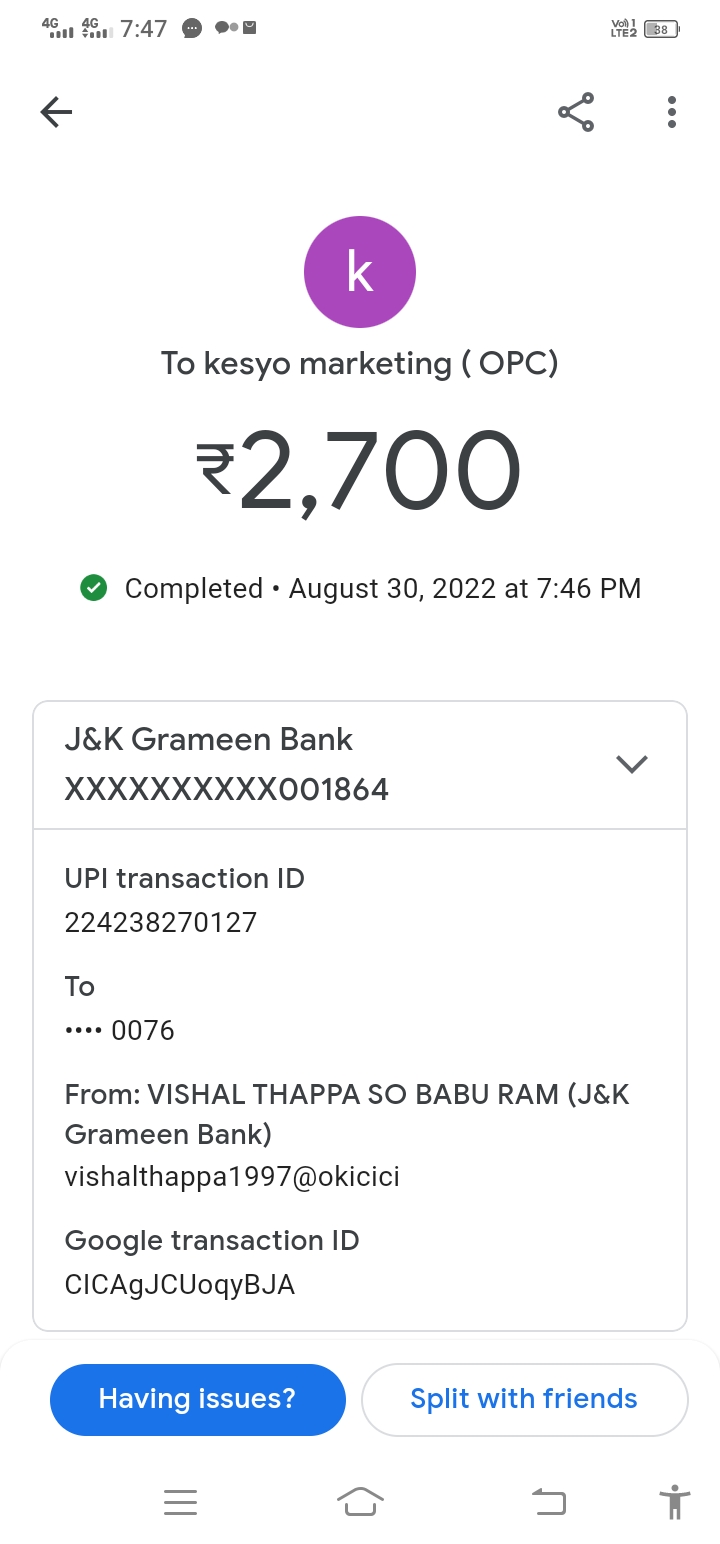 4G 4G 7:47 Vo)) 1 LTE2 38
k
To kesyo marketing ( OPC)
₹2,700
Completed • August 30, 2022 at 7:46 PM
J&K Grameen Bank
XXXXXXXXXX001864
UPI transaction ID
224238270127
To
•••• 0076
From: VISHAL THAPPA SO BABU RAM (J&K
Grameen Bank)
vishalthappa1997@okicici
Google transaction ID
CICAgJCUoqyBJA
Having issues? Split with friends